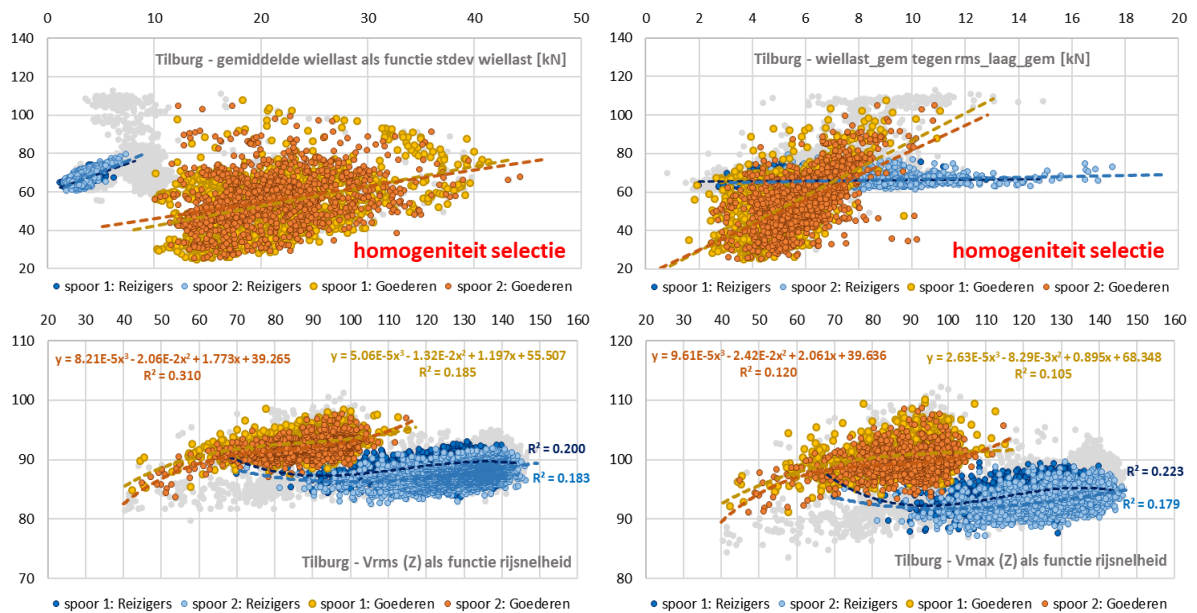 0 10 20 30 40 50
120
100
80
60
40
20
Tilburg - gemiddelde wiellast als functie stdev wiellast [kN]
homogeniteit selectie
spoor 1: Reizigers spoor 2: Reizigers spoor 1: Goederen spoor 2: Goederen
0 2 4 6 8 10 12 14 16 18 20
120
100
80
60
40
20
Tilburg - wiellast_gem tegen rms_laag_gem [kN]
homogeniteit selectie
spoor 1: Reizigers spoor 2: Reizigers spoor 1: Goederen spoor 2: Goederen
20 30 40 50 60 70 80 90 100 110 120 130 140 150 160
110
100
90
80
70
y = 8.21E-5x³ - 2.06E-2x² + 1.773x + 39.265
R² = 0.310
y = 5.06E-5x³ - 1.32E-2x² + 1.197x + 55.507
R² = 0.185
R² = 0.200
R² = 0.183
Tilburg - Vrms (Z) als functie rijsnelheid
spoor 1: Reizigers spoor 2: Reizigers spoor 1: Goederen spoor 2: Goederen
20 30 40 50 60 70 80 90 100 110 120 130 140 150 160
120
110
100
90
80
y = 9.61E-5x³ - 2.42E-2x² + 2.061x + 39.636
R² = 0.120
y = 2.63E-5x³ - 8.29E-3x² + 0.895x + 68.348
R² = 0.105
R² = 0.223
R² = 0.179
Tilburg - Vmax (Z) als functie rijsnelheid
spoor 1: Reizigers spoor 2: Reizigers spoor 1: Goederen spoor 2: Goederen